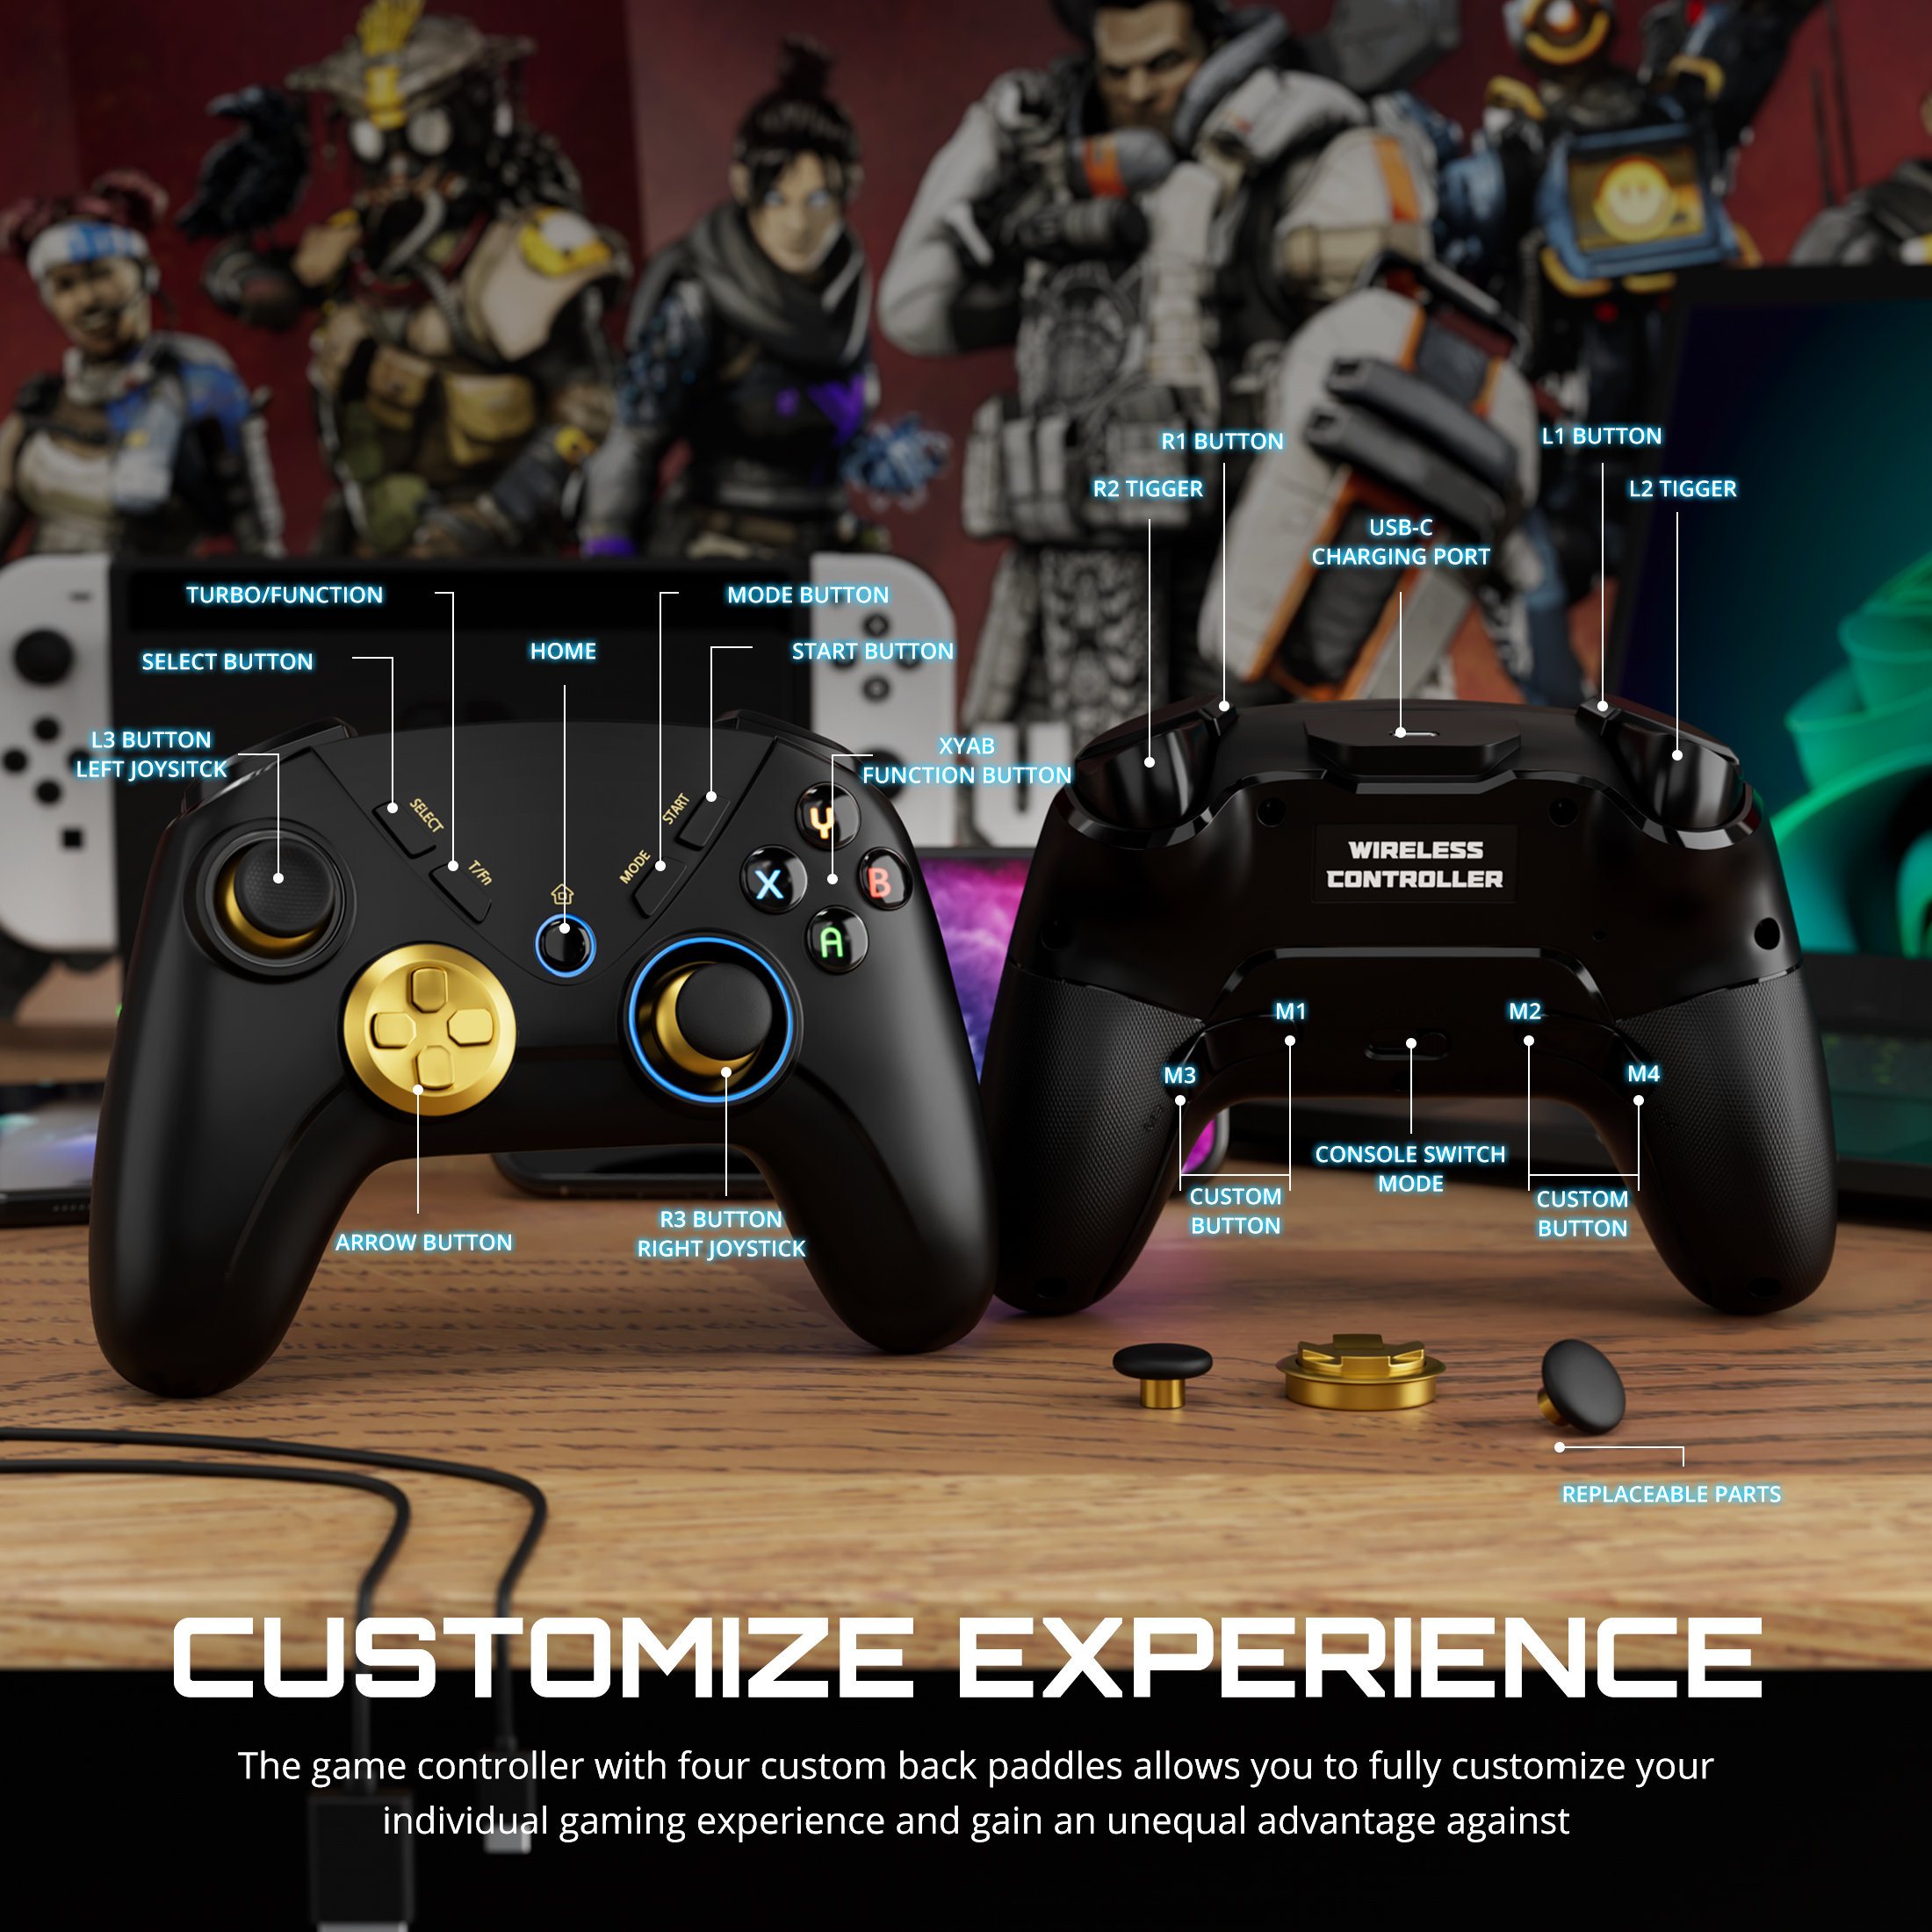 R1 BUTTON
L1 BUTTON
R2 TIGGER
L2 TIGGER
USB-C
CHARGING PORT
TURBO/FUNCTION
MODE BUTTON
SELECT BUTTON
HOME
START BUTTON
L3 BUTTON
LEFT JOYSITCK
XYAB
FUNCTION BUTTON
SELECT
START
T/Fn
MODE
Y
X
B
A
WIRELESS
CONTROLLER
M1
M2
M3
M4
CONSOLE SWITCH
MODE
CUSTOM
BUTTON
CUSTOM
BUTTON
ARROW BUTTON
R3 BUTTON
RIGHT JOYSTICK
REPLACEABLE PARTS
CUSTOMIZE EXPERIENCE
The game controller with four custom back paddles allows you to fully customize your
individual gaming experience and gain an unequal advantage against